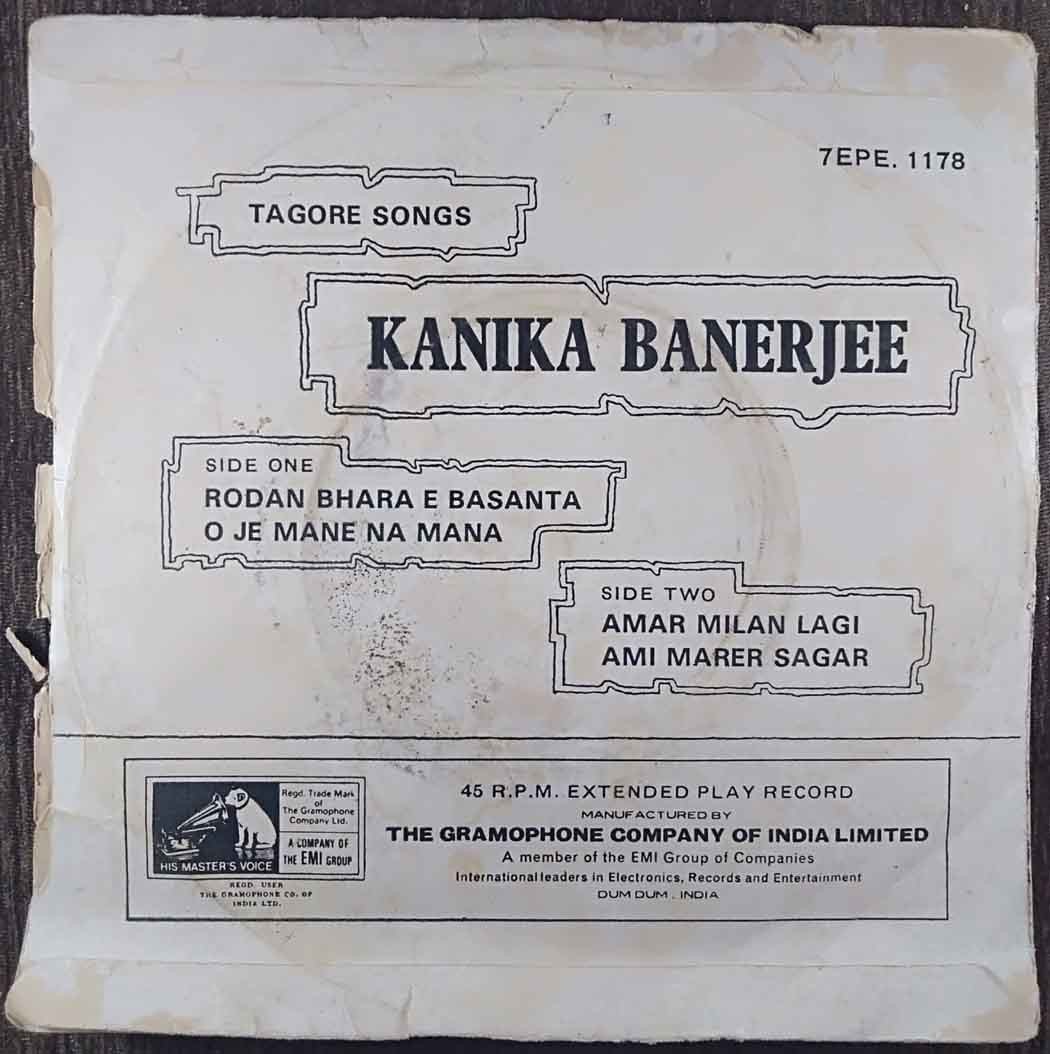 7EPE. 1178
TAGORE SONGS
KANIKA BANERJEE
SIDE ONE
RODAN BHARA E BASANTA
O JE MANE NA MANA
SIDE TWO
AMAR MILAN LAGI
AMI MARER SAGAR
HIS MASTER'S VOICE
Regd. Trade Mark
of
The Gramophone
Company Ltd.
A COMPANY OF
THE EMI GROUP
REGD. USER
THE GRAMOPHONE CO. OF
INDIA LTD.
45 R.P.M. EXTENDED PLAY RECORD
MANUFACTURED BY
THE GRAMOPHONE COMPANY OF INDIA LIMITED
A member of the EMI Group of Companies
International leaders in Electronics, Records and Entertainment
DUM DUM . INDIA